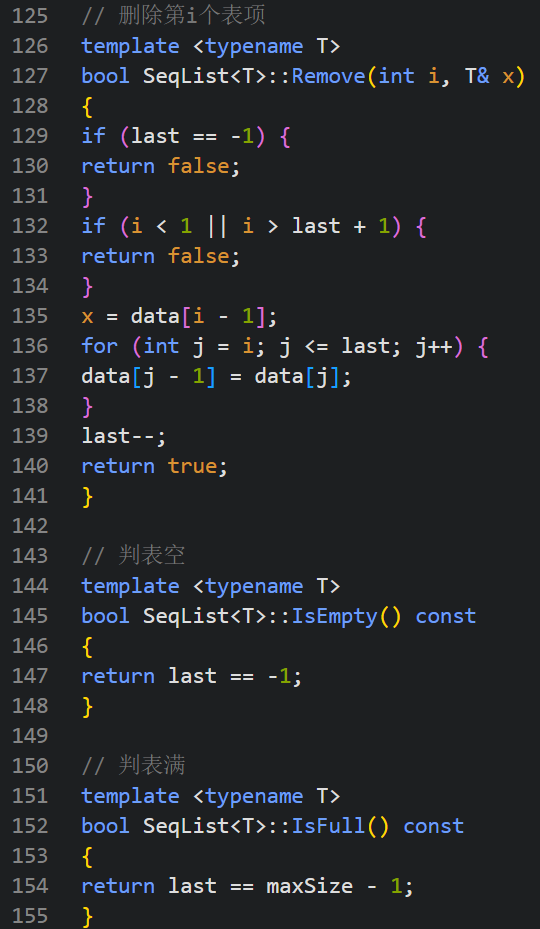 125 // 删除第i个表项
126 template <typename T>
127 bool SeqList<T>::Remove(int i, T& x)
128 {
129 if (last == -1) {
130 return false;
131 }
132 if (i < 1 || i > last + 1) {
133 return false;
134 }
135 x = data[i - 1];
136 for (int j = i; j <= last; j++) {
137 data[j - 1] = data[j];
138 }
139 last--;
140 return true;
141 }
142
143 // 判表空
144 template <typename T>
145 bool SeqList<T>::IsEmpty() const
146 {
147 return last == -1;
148 }
149
150 // 判表满
151 template <typename T>
152 bool SeqList<T>::IsFull() const
153 {
154 return last == maxSize - 1;
155 }